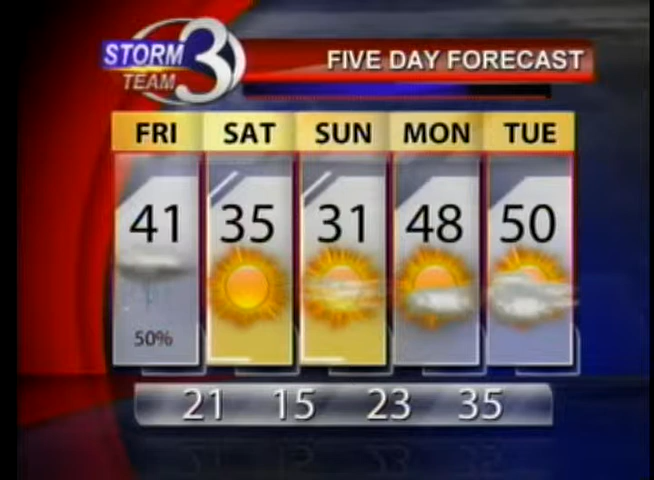 STORM 3
TEAM
FIVE DAY FORECAST
FRI SAT SUN MON TUE
41 35 31 48 50
50%
21 15 23 35